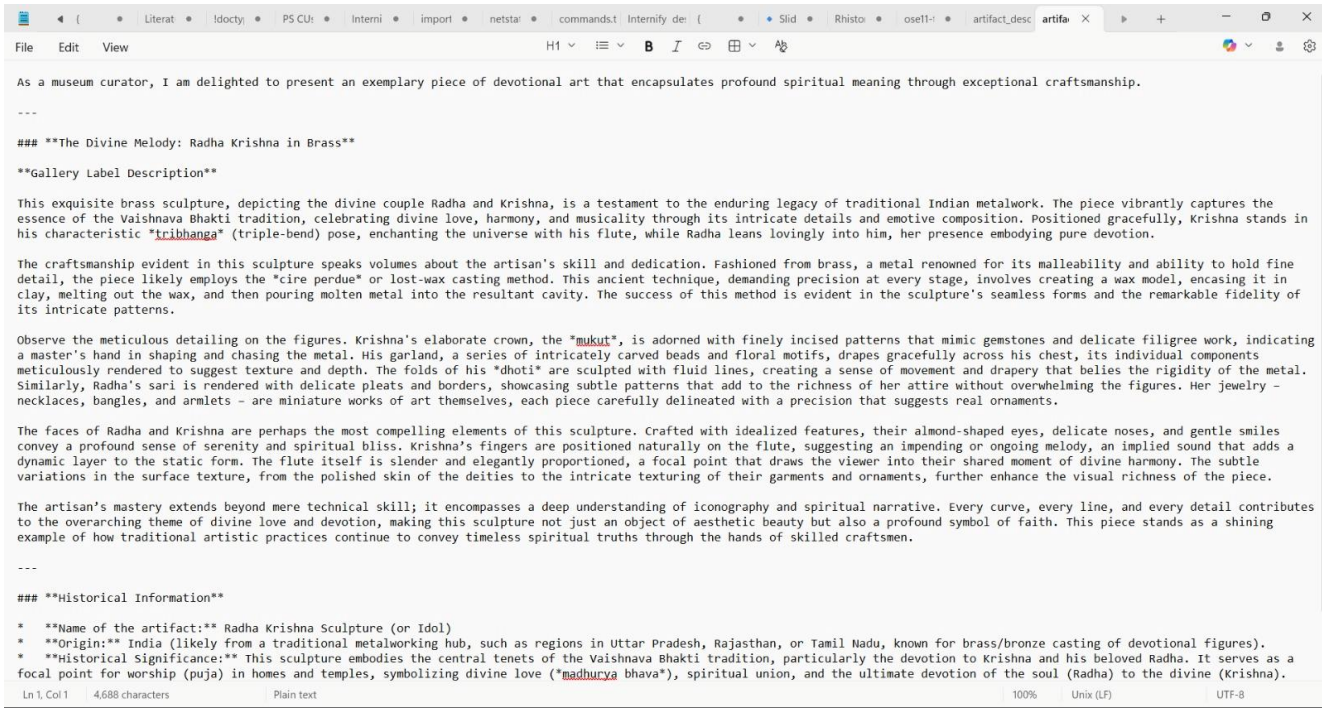 { Literat !doctyp PS CUs Interni import netstat commands.t Internify des { Slid Rhisto ose11-t artifact_desc artifa
File Edit View H1 B I Ab
As a museum curator, I am delighted to present an exemplary piece of devotional art that encapsulates profound spiritual meaning through exceptional craftsmanship.
---
### **The Divine Melody: Radha Krishna in Brass**
**Gallery Label Description**
This exquisite brass sculpture, depicting the divine couple Radha and Krishna, is a testament to the enduring legacy of traditional Indian metalwork. The piece vibrantly captures the
essence of the Vaishnava Bhakti tradition, celebrating divine love, harmony, and musicality through its intricate details and emotive composition. Positioned gracefully, Krishna stands in
his characteristic *tribhanga* (triple-bend) pose, enchanting the universe with his flute, while Radha leans lovingly into him, her presence embodying pure devotion.
The craftsmanship evident in this sculpture speaks volumes about the artisan's skill and dedication. Fashioned from brass, a metal renowned for its malleability and ability to hold fine
detail, the piece likely employs the *cire perdue* or lost-wax casting method. This ancient technique, demanding precision at every stage, involves creating a wax model, encasing it in
clay, melting out the wax, and then pouring molten metal into the resultant cavity. The success of this method is evident in the sculpture's seamless forms and the remarkable fidelity of
its intricate patterns.
Observe the meticulous detailing on the figures. Krishna's elaborate crown, the *mukut*, is adorned with finely incised patterns that mimic gemstones and delicate filigree work, indicating
a master's hand in shaping and chasing the metal. His garland, a series of intricately carved beads and floral motifs, drapes gracefully across his chest, its individual components
meticulously rendered to suggest texture and depth. The folds of his *dhoti* are sculpted with fluid lines, creating a sense of movement and drapery that belies the rigidity of the metal.
Similarly, Radha's sari is rendered with delicate pleats and borders, showcasing subtle patterns that add to the richness of her attire without overwhelming the figures. Her jewelry –
necklaces, bangles, and armlets – are miniature works of art themselves, each piece carefully delineated with a precision that suggests real ornaments.
The faces of Radha and Krishna are perhaps the most compelling elements of this sculpture. Crafted with idealized features, their almond-shaped eyes, delicate noses, and gentle smiles
convey a profound sense of serenity and spiritual bliss. Krishna’s fingers are positioned naturally on the flute, suggesting an impending or ongoing melody, an implied sound that adds a
dynamic layer to the static form. The flute itself is slender and elegantly proportioned, a focal point that draws the viewer into their shared moment of divine harmony. The subtle
variations in the surface texture, from the polished skin of the deities to the intricate texturing of their garments and ornaments, further enhance the visual richness of the piece.
The artisan’s mastery extends beyond mere technical skill; it encompasses a deep understanding of iconography and spiritual narrative. Every curve, every line, and every detail contributes
to the overarching theme of divine love and devotion, making this sculpture not just an object of aesthetic beauty but also a profound symbol of faith. This piece stands as a shining
example of how traditional artistic practices continue to convey timeless spiritual truths through the hands of skilled craftsmen.
---
### **Historical Information**
* **Name of the artifact:** Radha Krishna Sculpture (or Idol)
* **Origin:** India (likely from a traditional metalworking hub, such as regions in Uttar Pradesh, Rajasthan, or Tamil Nadu, known for brass/bronze casting of devotional figures).
* **Historical Significance:** This sculpture embodies the central tenets of the Vaishnava Bhakti tradition, particularly the devotion to Krishna and his beloved Radha. It serves as a
focal point for worship (puja) in homes and temples, symbolizing divine love (*madhurya bhava*), spiritual union, and the ultimate devotion of the soul (Radha) to the divine (Krishna).
Ln 1, Col 1 4,688 characters Plain text 100% Unix (LF) UTF-8